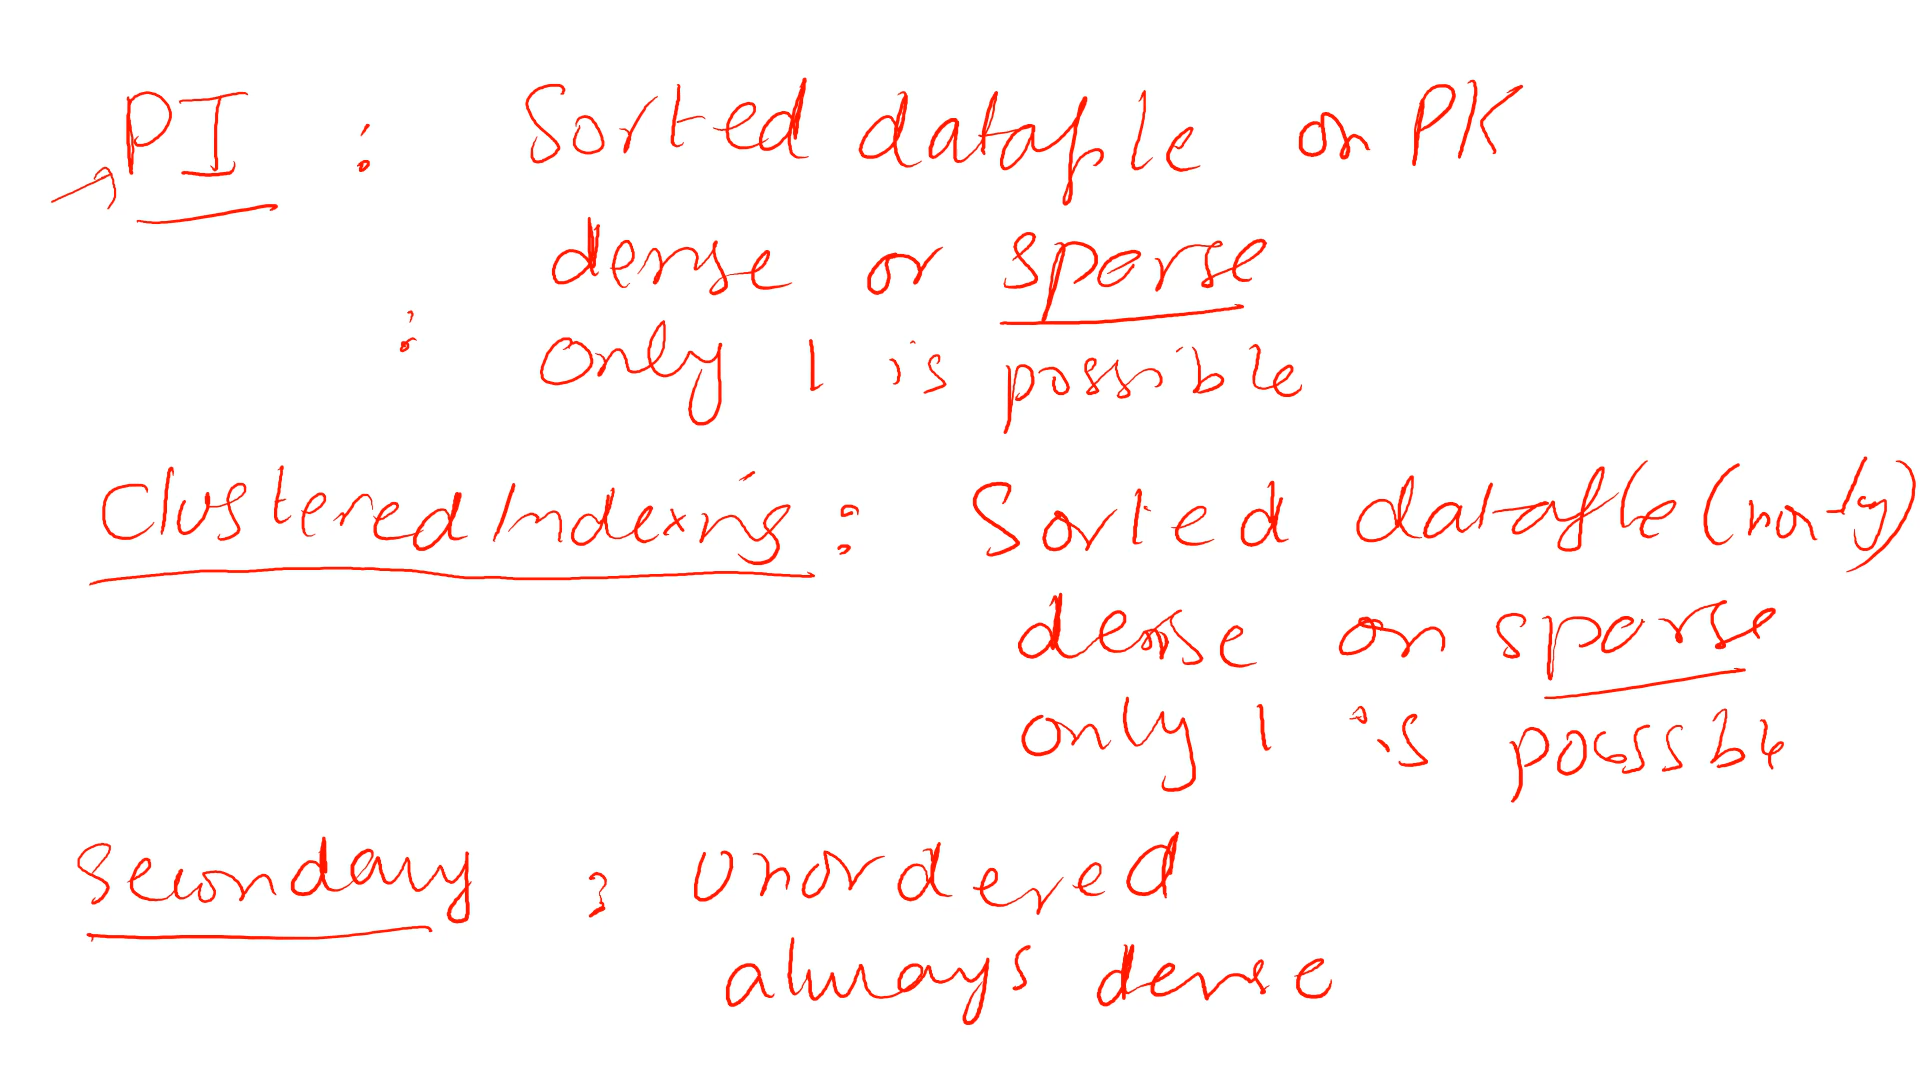 PI : Sorted datafile on PK
dense or sparse
: only 1 is possible
Clustered Indexing : Sorted datafile (non-ky)
dense or sparse
only 1 is possible
Secondary : Unordered
always dense